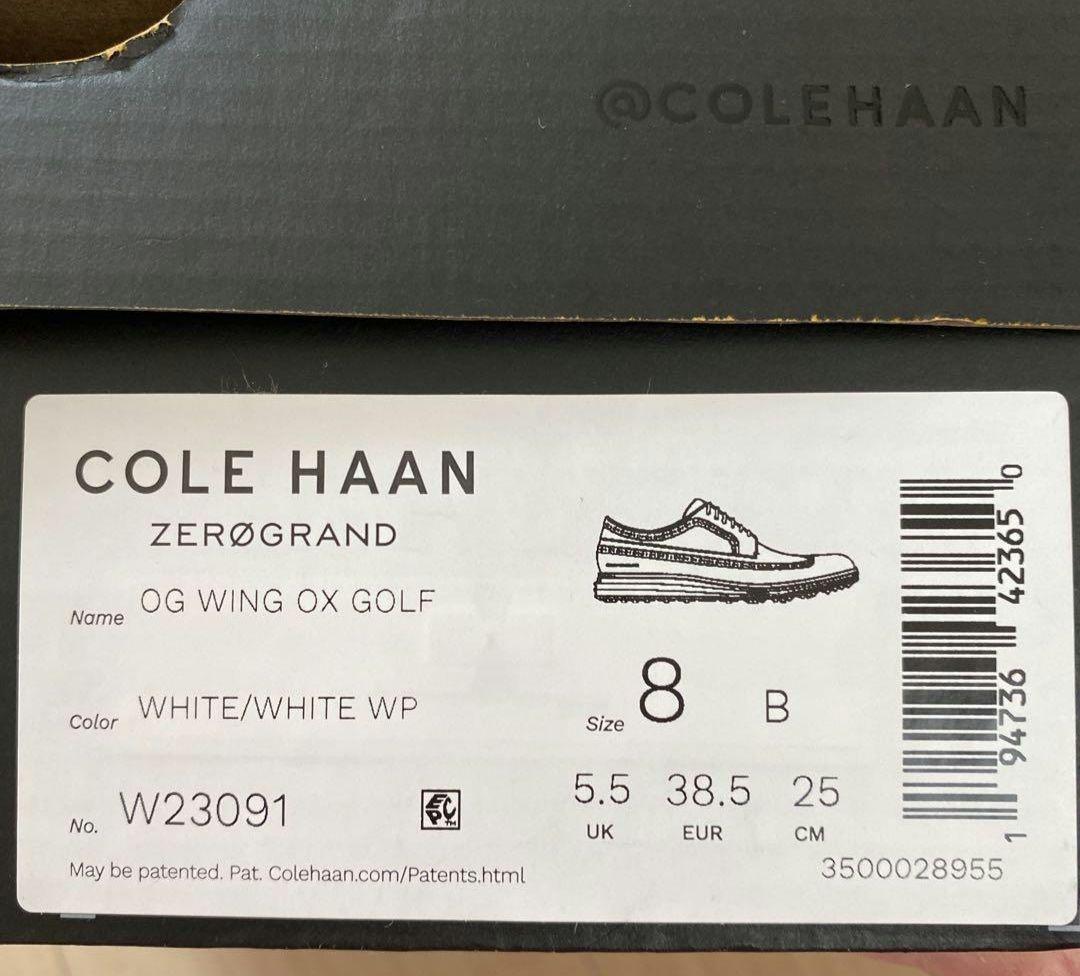 @COLEHAAN
COLE HAAN
ZERØGRAND
Name OG WING OX GOLF
Color WHITE/WHITE WP
Size 8 B
No. W23091
EPC™
5.5 38.5 25
UK EUR CM
May be patented. Pat. Colehaan.com/Patents.html
3500028955
1 94736 42365 0